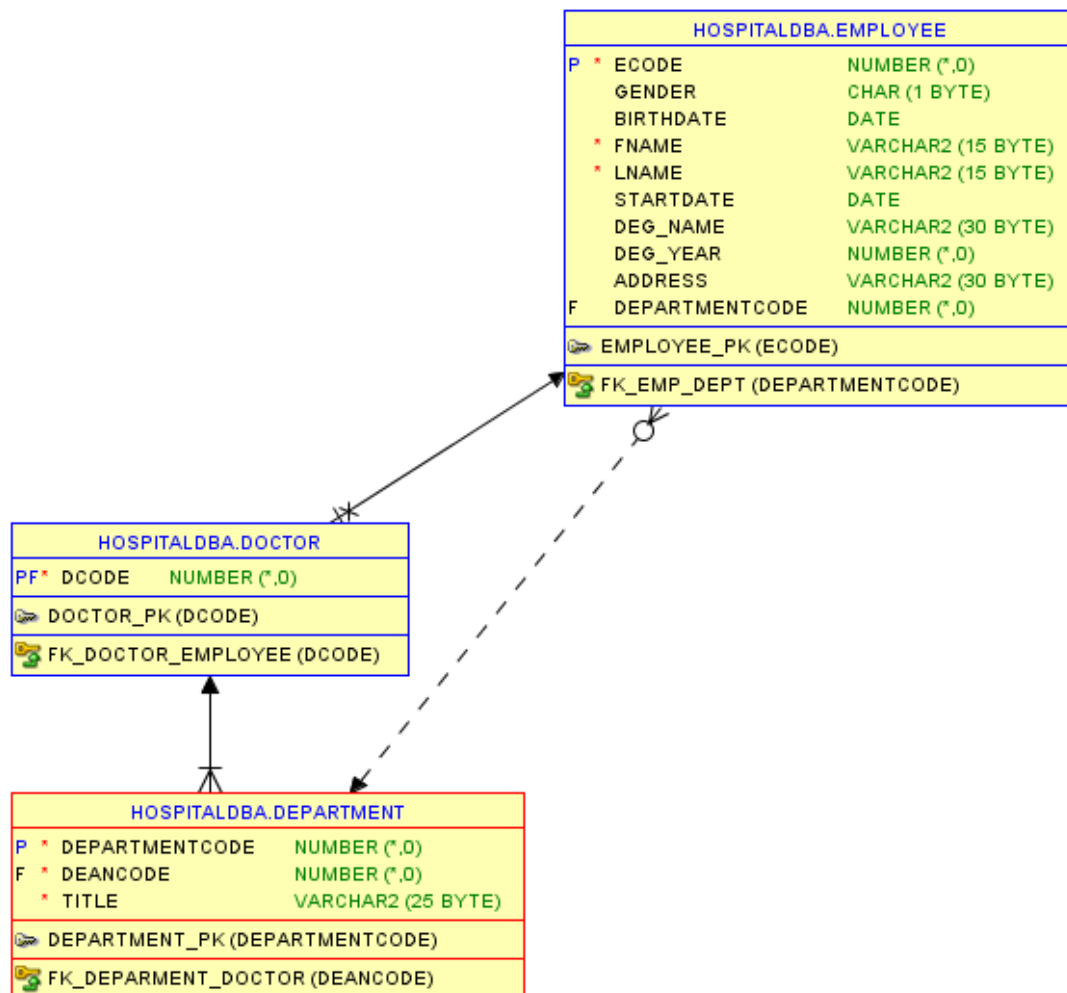 HOSPITALDBA.EMPLOYEE
P * ECODE NUMBER (*,0)
GENDER CHAR (1 BYTE)
BIRTHDATE DATE
* FNAME VARCHAR2 (15 BYTE)
* LNAME VARCHAR2 (15 BYTE)
STARTDATE DATE
DEG_NAME VARCHAR2 (30 BYTE)
DEG_YEAR NUMBER (*,0)
ADDRESS VARCHAR2 (30 BYTE)
F DEPARTMENTCODE NUMBER (*,0)
EMPLOYEE_PK (ECODE)
FK_EMP_DEPT (DEPARTMENTCODE)
HOSPITALDBA.DOCTOR
PF* DCODE NUMBER (*,0)
DOCTOR_PK (DCODE)
FK_DOCTOR_EMPLOYEE (DCODE)
HOSPITALDBA.DEPARTMENT
P * DEPARTMENTCODE NUMBER (*,0)
F * DEANCODE NUMBER (*,0)
* TITLE VARCHAR2 (25 BYTE)
DEPARTMENT_PK (DEPARTMENTCODE)
FK_DEPARMENT_DOCTOR (DEANCODE)